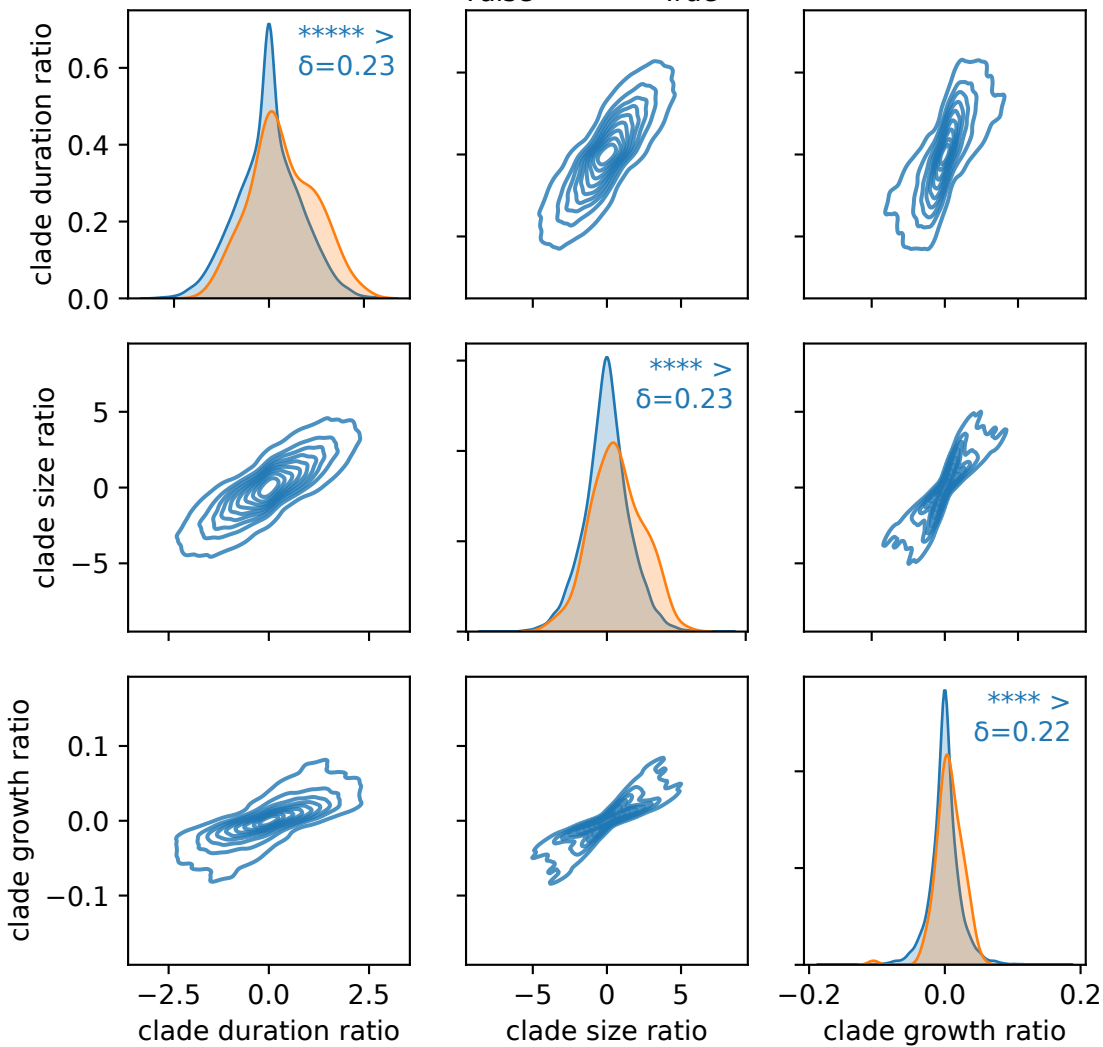 clade duration ratio
0.6
0.4
0.2
0.0
***** >
δ=0.23
clade size ratio
5
0
−5
**** >
δ=0.23
clade growth ratio
0.1
0.0
−0.1
**** >
δ=0.22
−2.5 0.0 2.5
−5 0 5
−0.2 0.0 0.2
clade duration ratio
clade size ratio
clade growth ratio